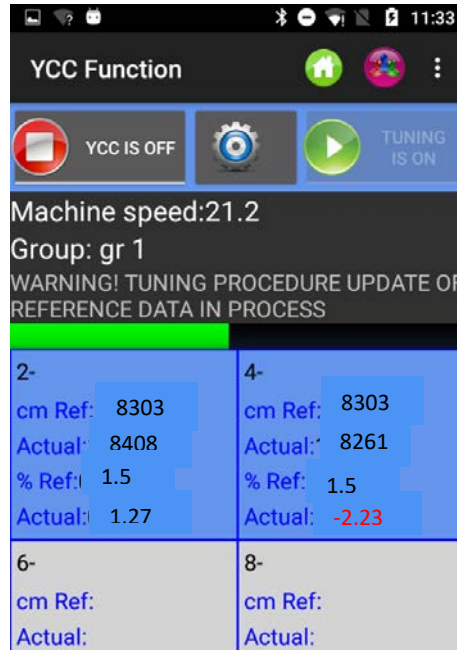 11:33
YCC Function
YCC IS OFF
TUNING
IS ON
Machine speed:21.2
Group: gr 1
WARNING! TUNING PROCEDURE UPDATE OF
REFERENCE DATA IN PROCESS
2-
cm Ref: 8303
Actual: 8408
% Ref: 1.5
Actual: 1.27
4-
cm Ref: 8303
Actual: 8261
% Ref: 1.5
Actual: -2.23
6-
cm Ref:
Actual:
8-
cm Ref:
Actual: